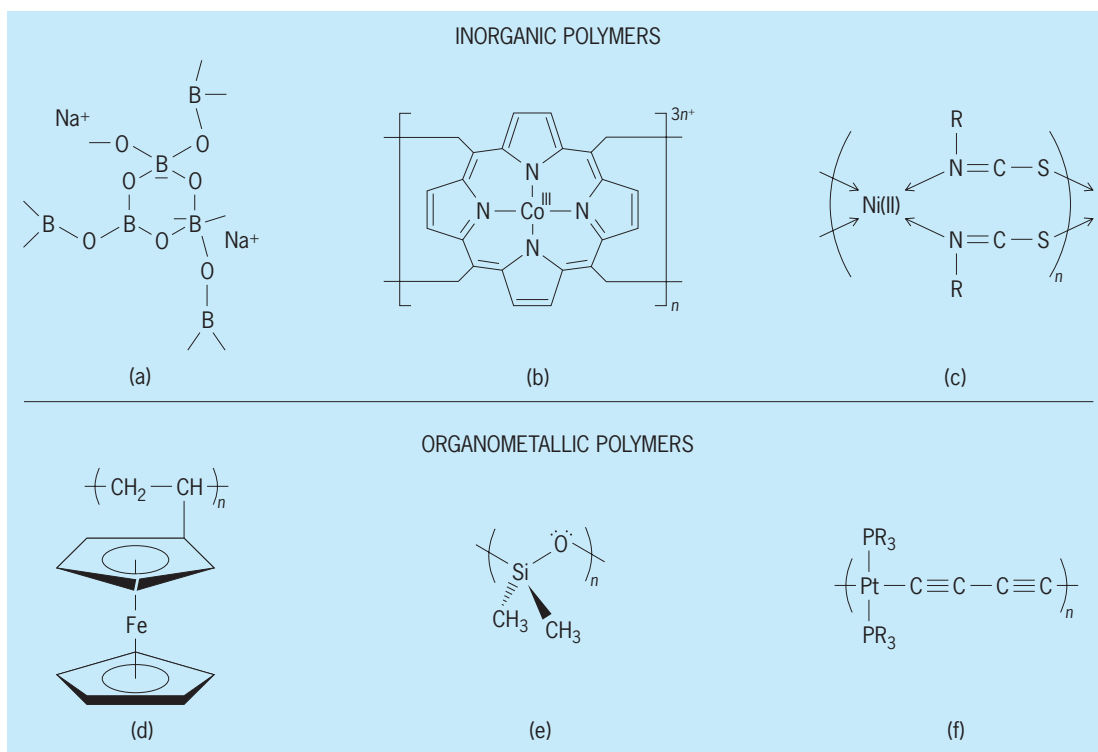 INORGANIC POLYMERS
Na+
B
O
O
B
O
O
B
O
B
O
B
Na+
O
B
(a)
3n+
N
N
Co III
N
N
n
(b)
R
N=C—S
Ni(II)
N=C—S
R
n
(c)
ORGANOMETALLIC POLYMERS
(CH2—CH)n
Fe
(d)
O
Si
n
CH3
CH3
(e)
PR3
(Pt—C≡C—C≡C)n
PR3
(f)